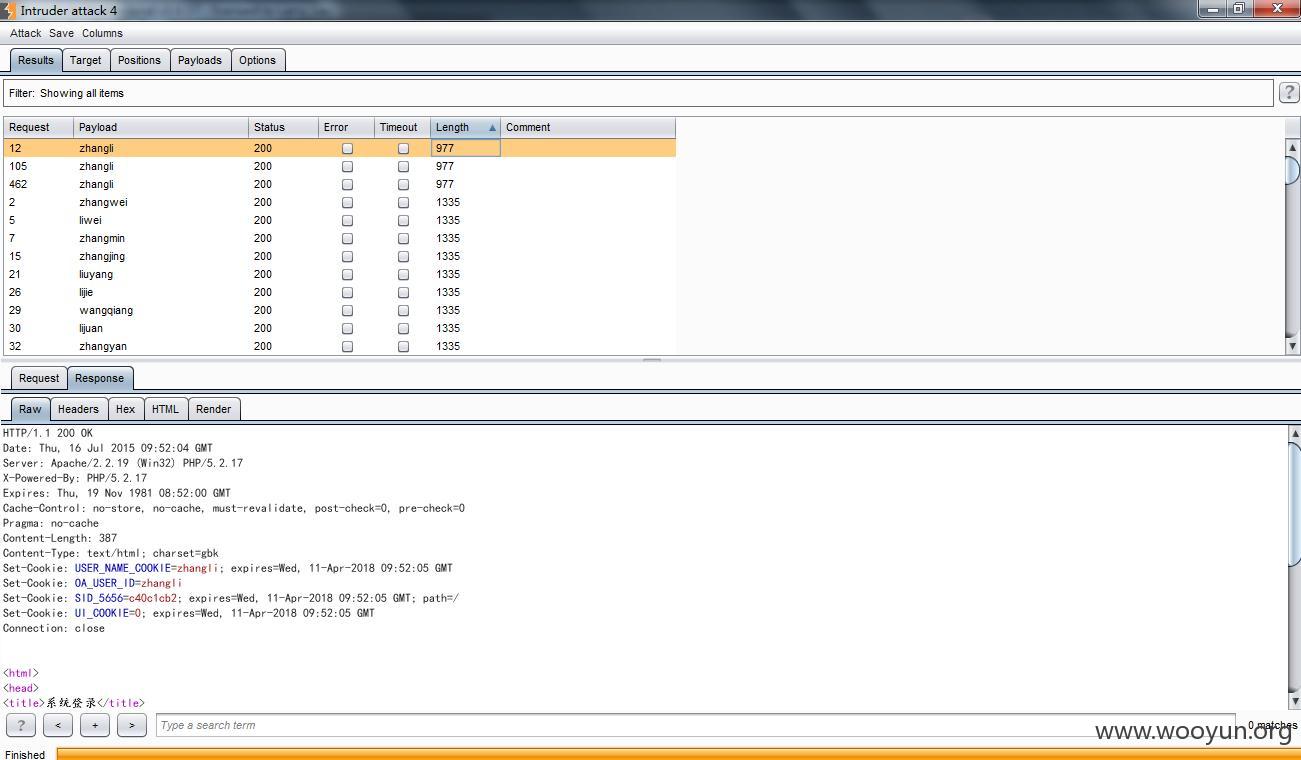 Intruder attack 4
Attack Save Columns
Results Target Positions Payloads Options
Filter: Showing all items
?
Request Payload Status Error Timeout Length Comment
12 zhangli 200 977
105 zhangli 200 977
462 zhangli 200 977
2 zhangwei 200 1335
5 liwei 200 1335
7 zhangmin 200 1335
15 zhangjing 200 1335
21 liuyang 200 1335
26 lijie 200 1335
29 wangqiang 200 1335
30 lijuan 200 1335
32 zhangyan 200 1335
Request Response
Raw Headers Hex HTML Render
HTTP/1.1 200 OK
Date: Thu, 16 Jul 2015 09:52:04 GMT
Server: Apache/2.2.19 (Win32) PHP/5.2.17
X-Powered-By: PHP/5.2.17
Expires: Thu, 19 Nov 1981 08:52:00 GMT
Cache-Control: no-store, no-cache, must-revalidate, post-check=0, pre-check=0
Pragma: no-cache
Content-Length: 387
Content-Type: text/html; charset=gbk
Set-Cookie: USER_NAME_COOKIE=zhangli; expires=Wed, 11-Apr-2018 09:52:05 GMT
Set-Cookie: OA_USER_ID=zhangli
Set-Cookie: SID_5656=c40c1cb2; expires=Wed, 11-Apr-2018 09:52:05 GMT; path=/
Set-Cookie: UI_COOKIE=0; expires=Wed, 11-Apr-2018 09:52:05 GMT
Connection: close
<html>
<head>
<title>系统登录</title>
? < + > Type a search term 0 matches
www.wooyun.org
Finished